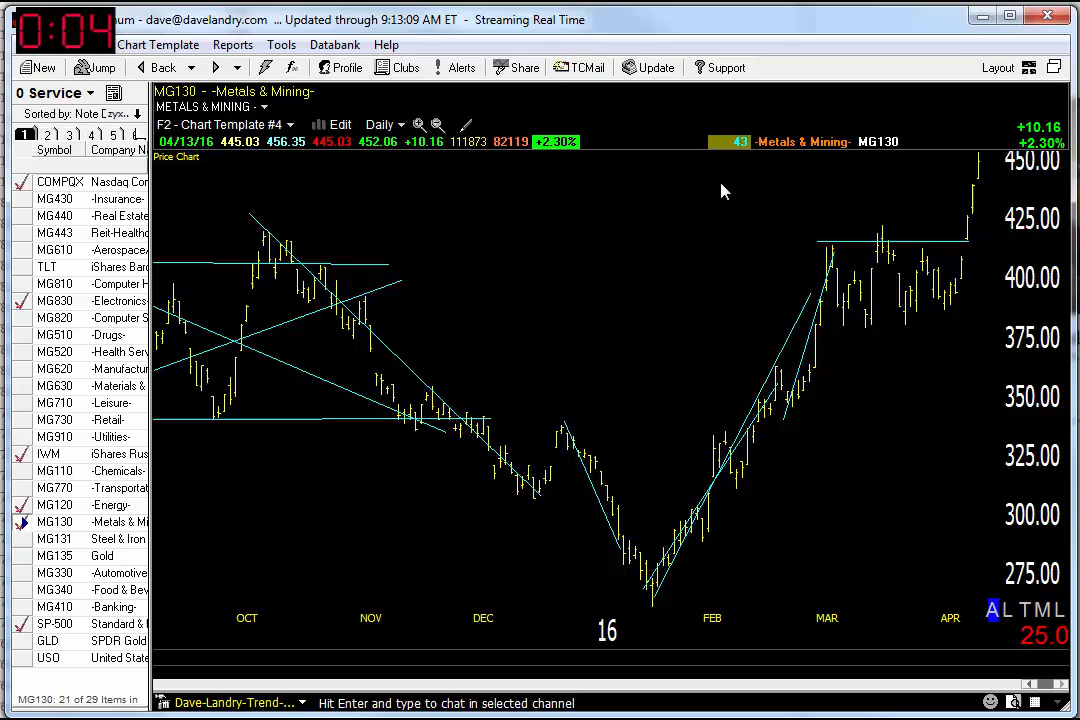 0:04
num - dave@davelandry.com ... Updated through 9:13:09 AM ET - Streaming Real Time
Chart Template Reports Tools Databank Help
New Jump Back Profile Clubs Alerts Share TCMail Update Support Layout
0 Service
MG130 - -Metals & Mining-
METALS & MINING -
Sorted by: Note [zyx...
F2 - Chart Template #4 Edit Daily
1 2 3 4 5
04/13/16 445.03 456.35 445.03 452.06 +10.16 111873 82119 +2.30% 43 -Metals & Mining- MG130
+10.16
+2.30%
Symbol Company N
Price Chart
COMPQX Nasdaq Con
MG430 -Insurance-
MG440 -Real Estate
MG443 Reit-Healthc
MG610 -Aerospace/
TLT iShares Barc
MG810 -Computer H
MG830 -Electronics-
MG820 -Computer S
MG510 -Drugs-
MG520 -Health Serv
MG620 -Manufactur
MG630 -Materials &
MG710 -Leisure-
MG730 -Retail-
MG910 -Utilities-
IWM iShares Rus
MG110 -Chemicals-
MG770 -Transportat
MG120 -Energy-
MG130 -Metals & Mi
MG131 Steel & Iron
MG135 Gold
MG330 -Automotive
MG340 -Food & Bev
MG410 -Banking-
SP-500 Standard &
GLD SPDR Gold
USO United State
450.00
425.00
400.00
375.00
350.00
325.00
300.00
275.00
A L T M L
25.0
OCT NOV DEC 16 FEB MAR APR
MG130: 21 of 29 Items in
Dave-Landry-Trend-... Hit Enter and type to chat in selected channel